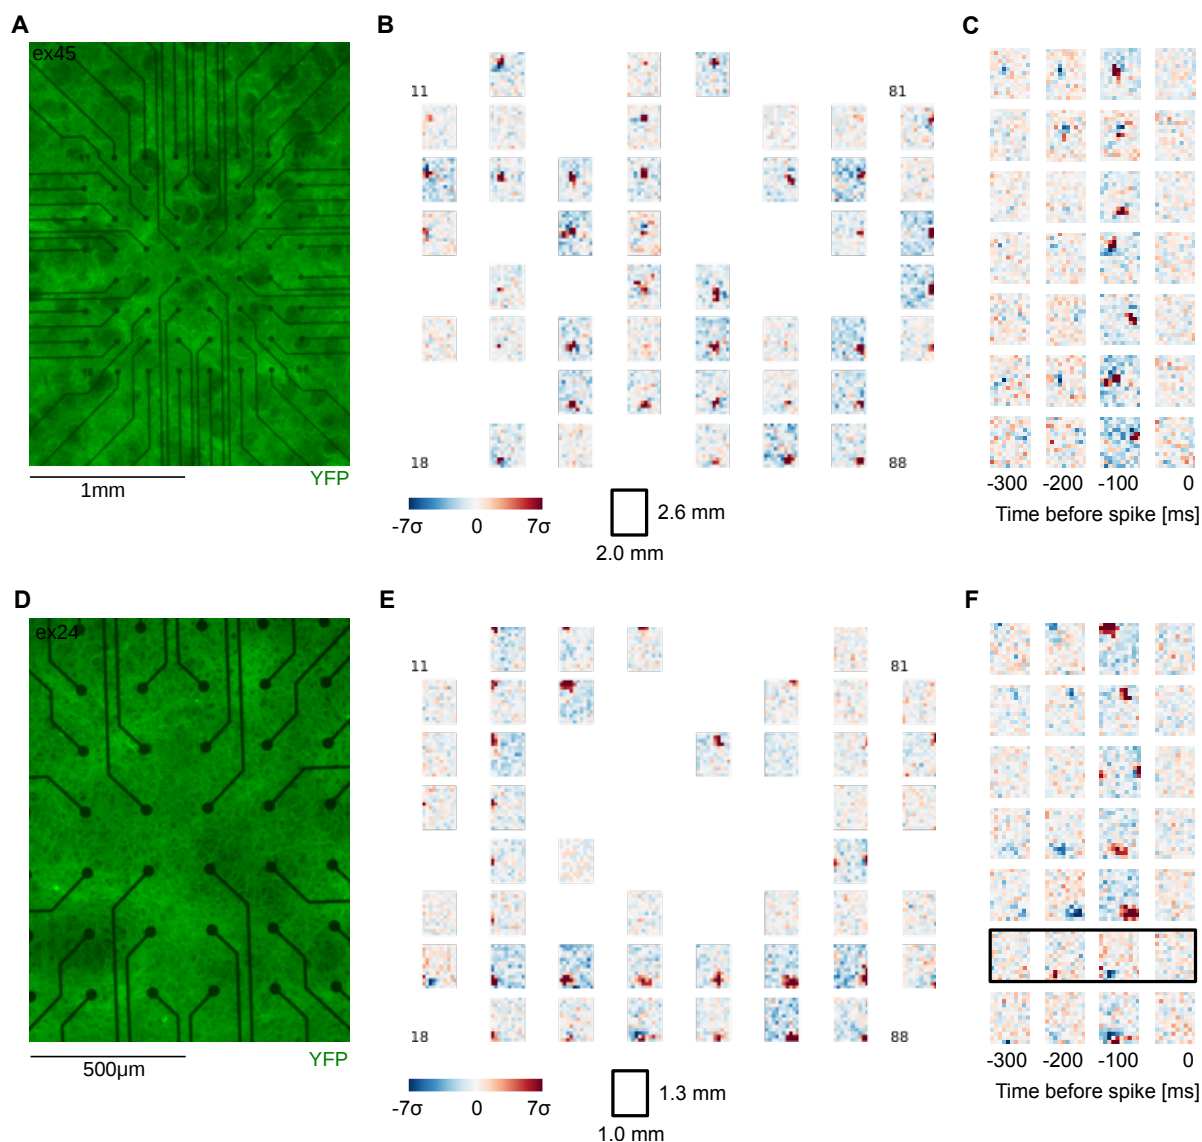 A
B
C
ex45
11
81
18
88
YFP
1mm
-7σ
0
7σ
2.6 mm
2.0 mm
-300
-200
-100
0
Time before spike [ms]
D
E
F
ex24
11
81
18
88
YFP
500μm
-7σ
0
7σ
1.3 mm
1.0 mm
-300
-200
-100
0
Time before spike [ms]